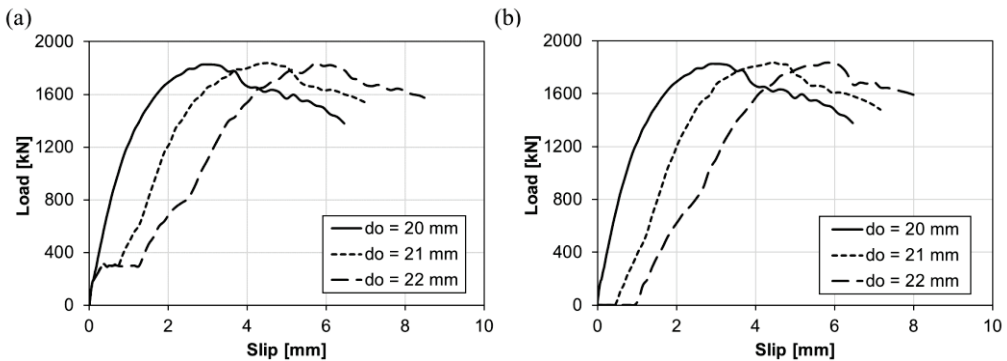 (a)
2000
1600
1200
800
400
0
Load [kN]
0 2 4 6 8 10
Slip [mm]
do = 20 mm
do = 21 mm
do = 22 mm
(b)
2000
1600
1200
800
400
0
Load [kN]
0 2 4 6 8 10
Slip [mm]
do = 20 mm
do = 21 mm
do = 22 mm